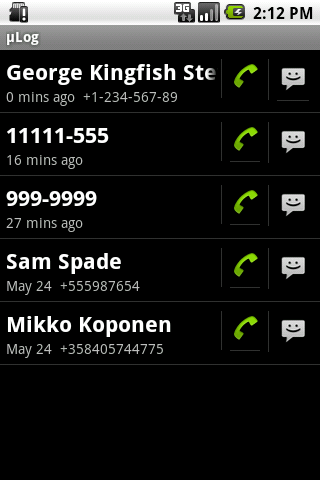 3G 2:12 PM
µLog
George Kingfish Ste
0 mins ago +1-234-567-89
11111-555
16 mins ago
999-9999
27 mins ago
Sam Spade
May 24 +555987654
Mikko Koponen
May 24 +358405744775